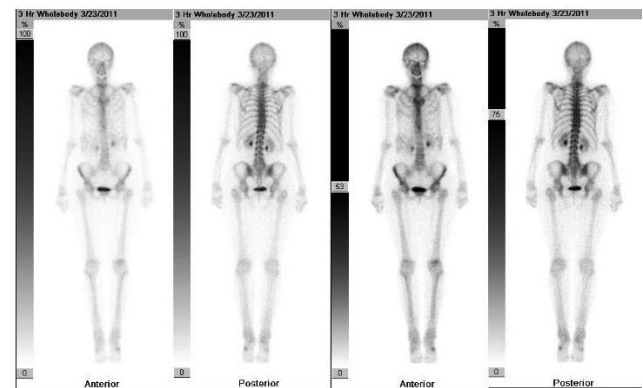 3 Hr Wholebody 3/23/2011
%
100
0
Anterior
3 Hr Wholebody 3/23/2011
%
100
0
Posterior
3 Hr Wholebody 3/23/2011
%
53
0
Anterior
3 Hr Wholebody 3/23/2011
%
75
0
Posterior